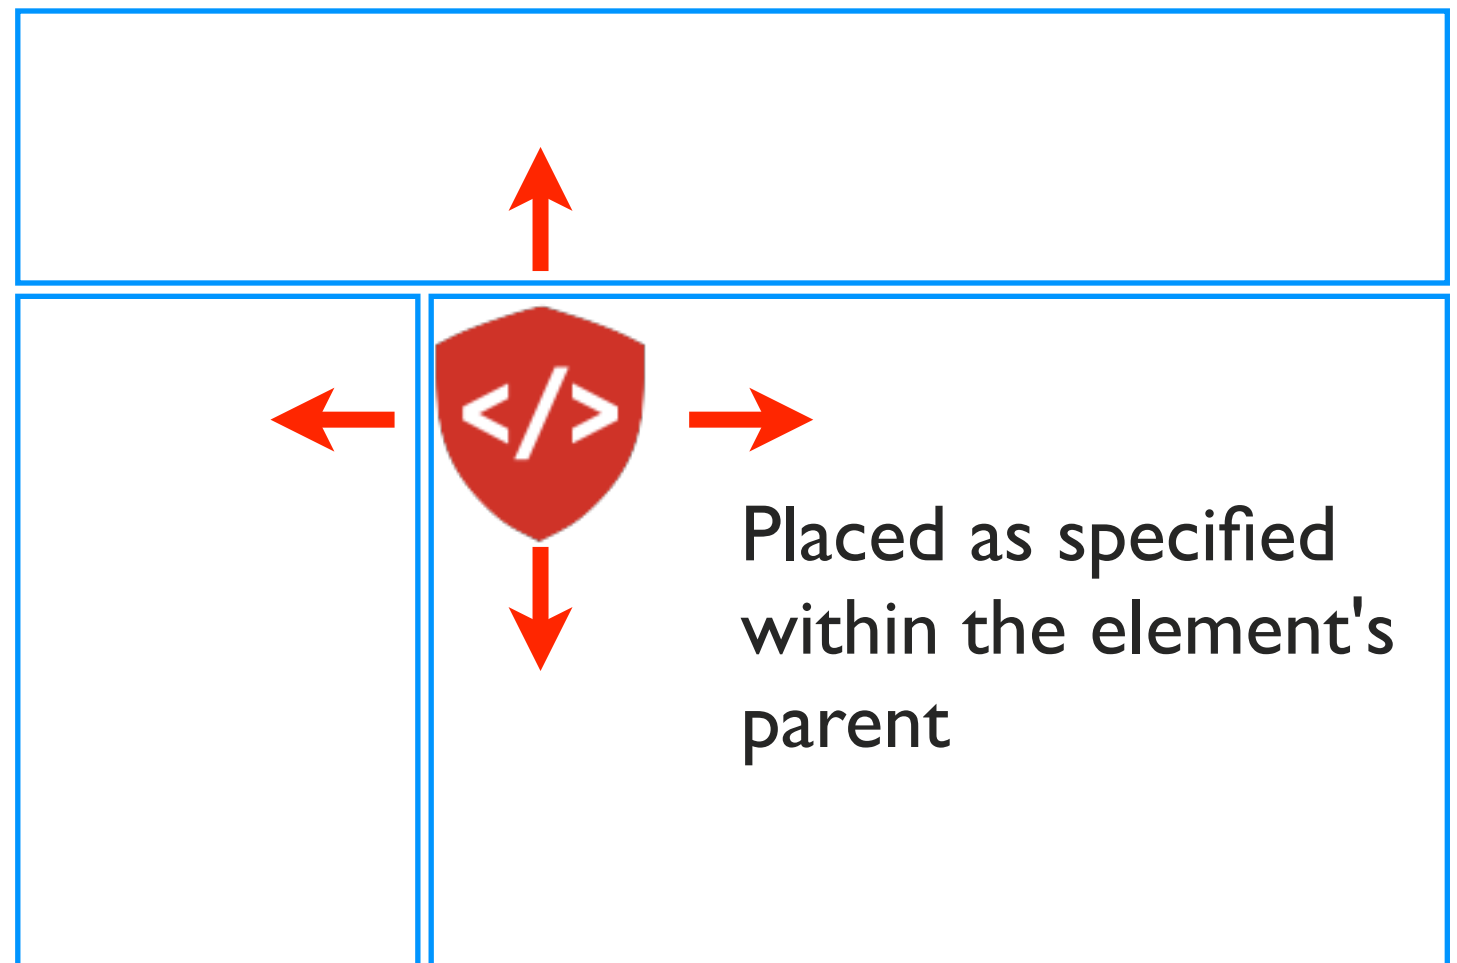 </>
Placed as specified
within the element's
parent